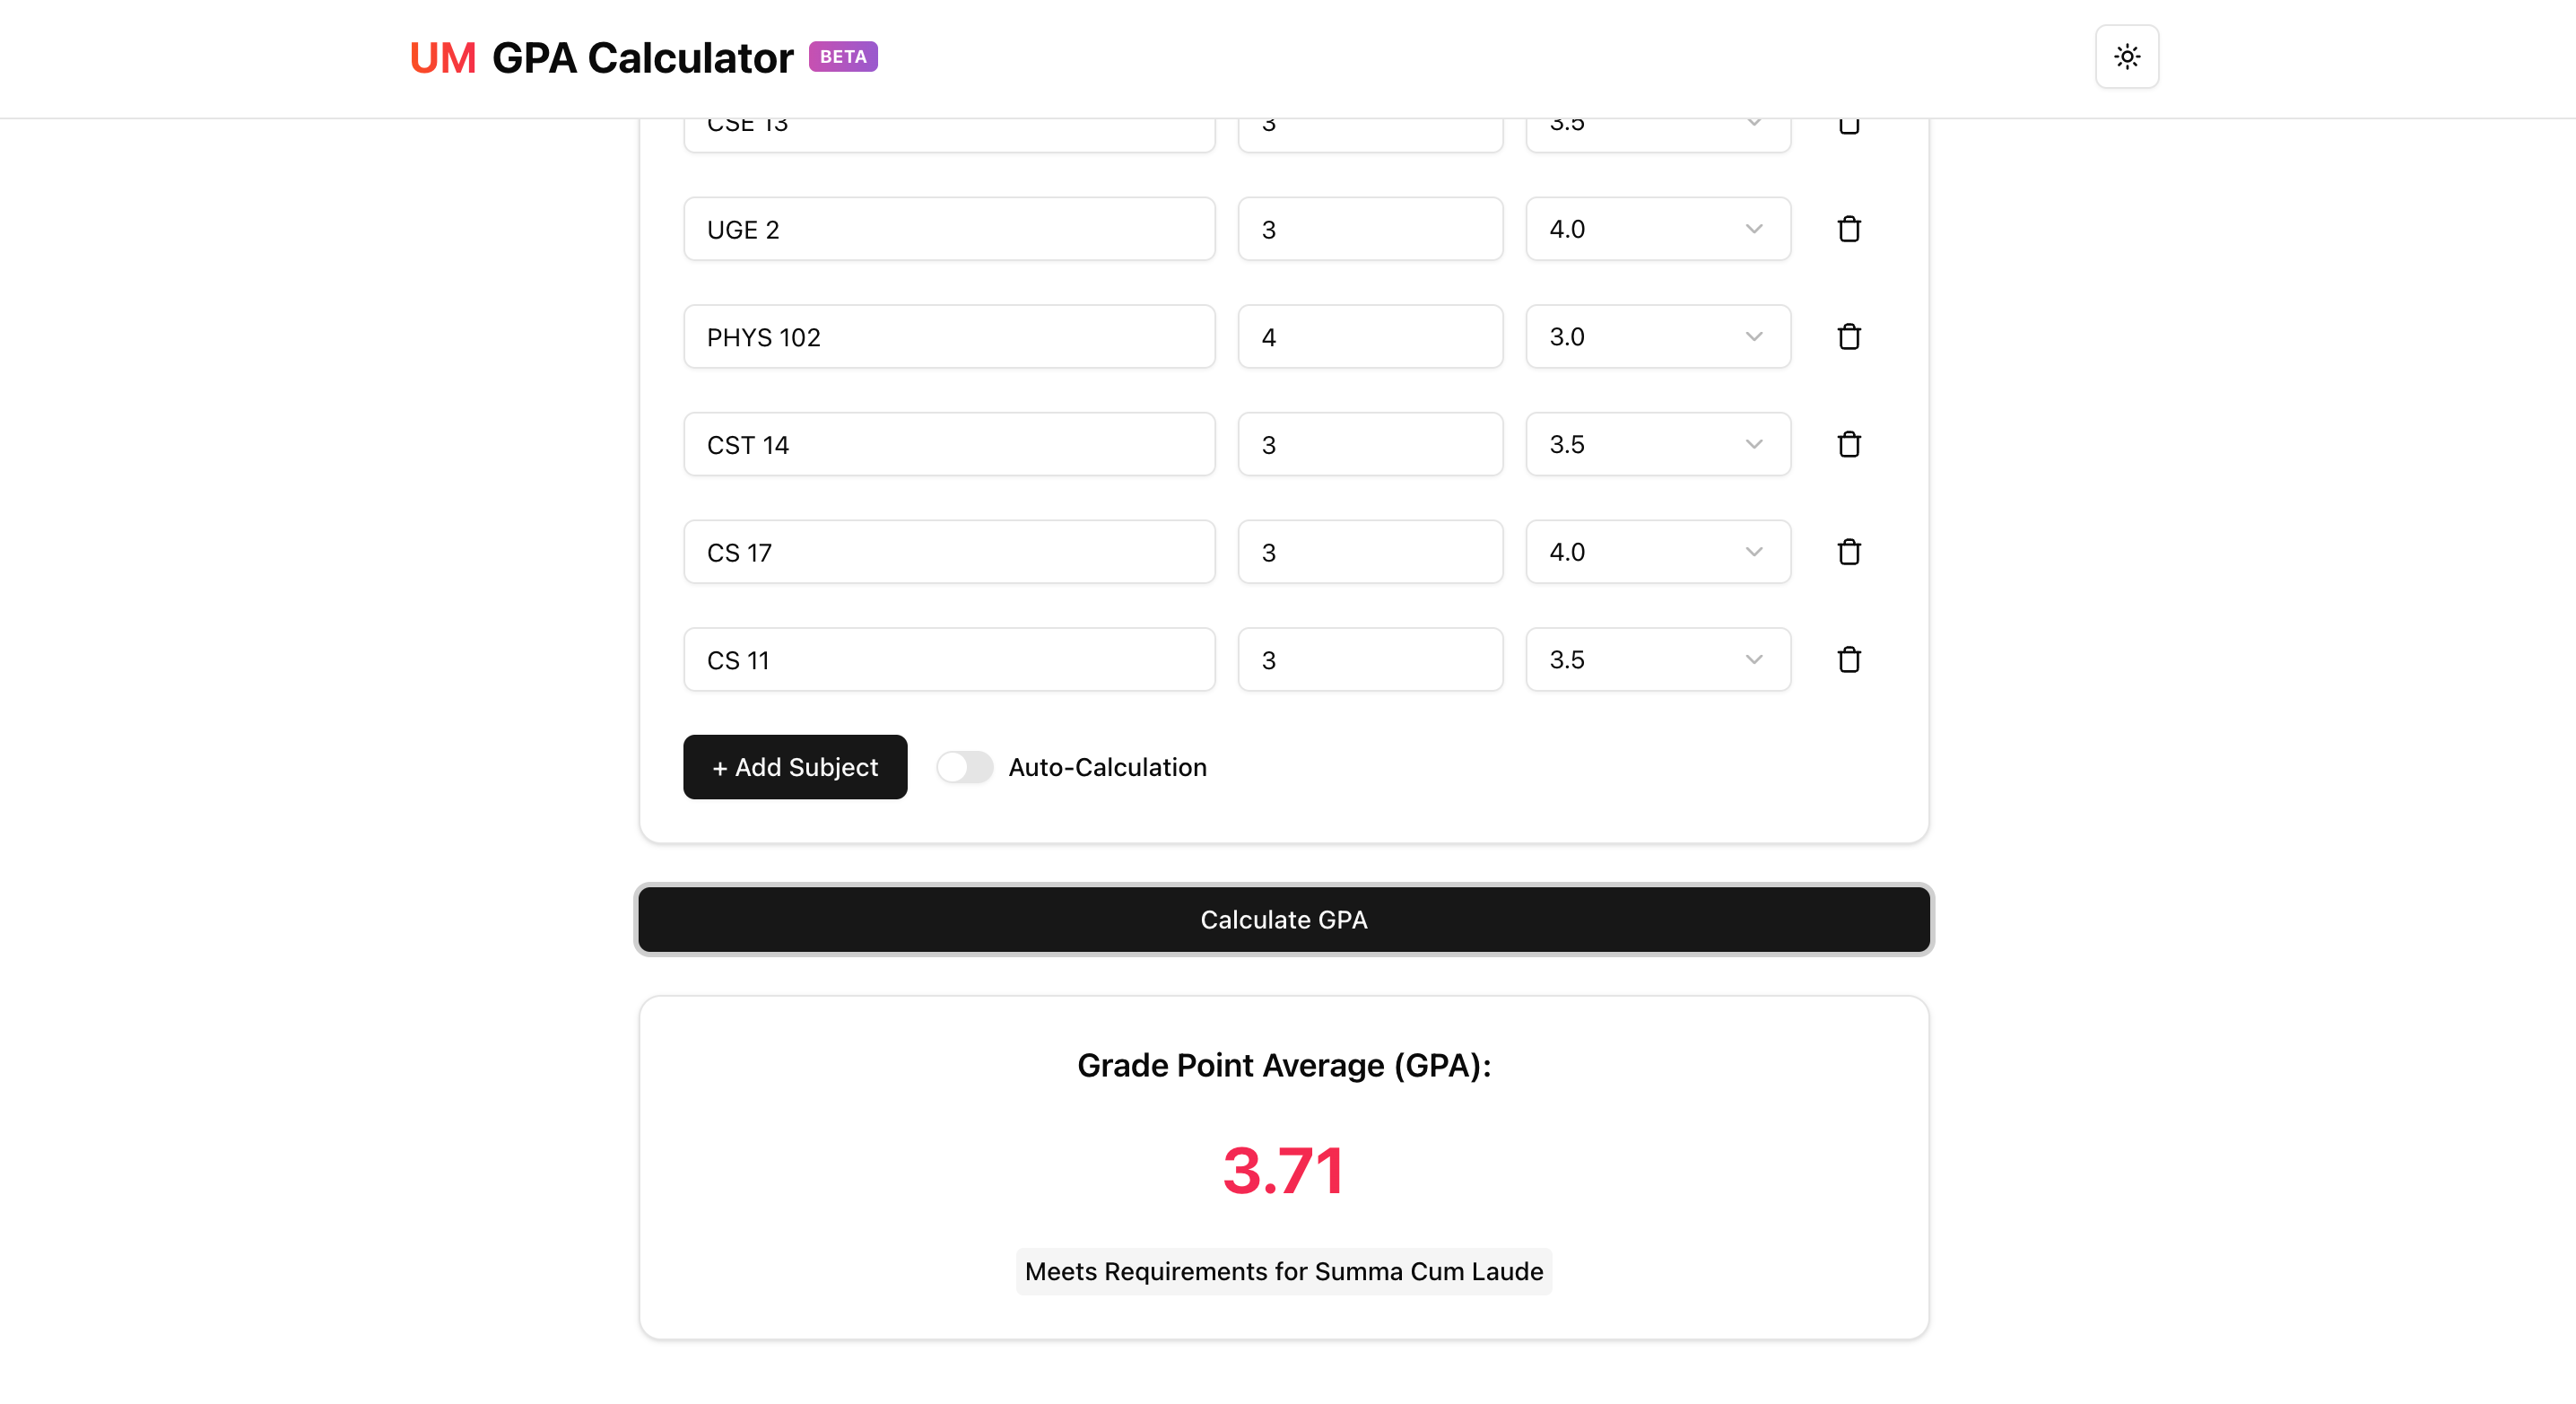 UM GPA Calculator BETA
CSE 13 3 3.5
UGE 2 3 4.0
PHYS 102 4 3.0
CST 14 3 3.5
CS 17 3 4.0
CS 11 3 3.5
+ Add Subject Auto-Calculation
Calculate GPA
Grade Point Average (GPA):
3.71
Meets Requirements for Summa Cum Laude